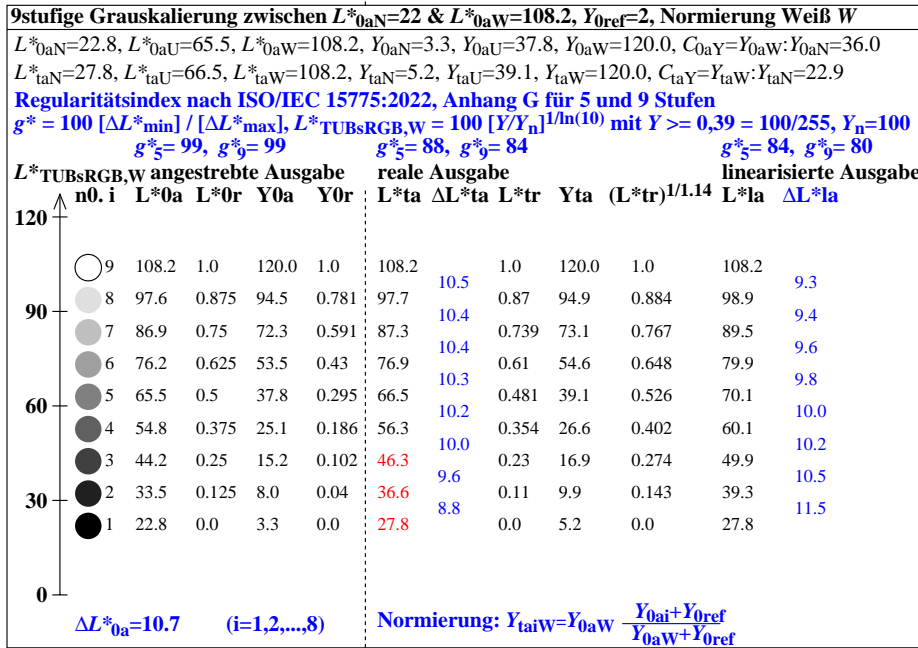 9stufige Grauskalierung zwischen L*0aN=22 & L*0aW=108.2, Y0ref=2, Normierung Weiß W
L*0aN=22.8, L*0aU=65.5, L*0aW=108.2, Y0aN=3.3, Y0aU=37.8, Y0aW=120.0, C0aY=Y0aW:Y0aN=36.0
L*taN=27.8, L*taU=66.5, L*taW=108.2, YtaN=5.2, YtaU=39.1, YtaW=120.0, CtaY=YtaW:YtaN=22.9
Regularitätsindex nach ISO/IEC 15775:2022, Anhang G für 5 und 9 Stufen
g* = 100 [ΔL*min] / [ΔL*max], L*TUBsRGB,W = 100 [Y/Yn]1/ln(10) mit Y >= 0,39 = 100/255, Yn=100
g*5= 99, g*9= 99 g*5= 88, g*9= 84 g*5= 84, g*9= 80
L*TUBsRGB,W angestrebte Ausgabe reale Ausgabe linearisierte Ausgabe
n0. i L*0a L*0r Y0a Y0r L*ta ΔL*ta L*tr Yta (L*tr)1/1.14 L*la ΔL*la
120
9 108.2 1.0 120.0 1.0 108.2 1.0 120.0 1.0 108.2
10.5 9.3
8 97.6 0.875 94.5 0.781 97.7 0.87 94.9 0.884 98.9
90 10.4 9.4
7 86.9 0.75 72.3 0.591 87.3 0.739 73.1 0.767 89.5
10.4 9.6
6 76.2 0.625 53.5 0.43 76.9 0.61 54.6 0.648 79.9
10.3 9.8
5 65.5 0.5 37.8 0.295 66.5 0.481 39.1 0.526 70.1
60 10.2 10.0
4 54.8 0.375 25.1 0.186 56.3 0.354 26.6 0.402 60.1
10.0 10.2
3 44.2 0.25 15.2 0.102 46.3 0.23 16.9 0.274 49.9
9.6 10.5
2 33.5 0.125 8.0 0.04 36.6 0.11 9.9 0.143 39.3
30 8.8 11.5
1 22.8 0.0 3.3 0.0 27.8 0.0 5.2 0.0 27.8
0
ΔL*0a=10.7 (i=1,2,...,8) Normierung: YtaiW=Y0aW Y0ai+Y0ref
Y0aW+Y0ref